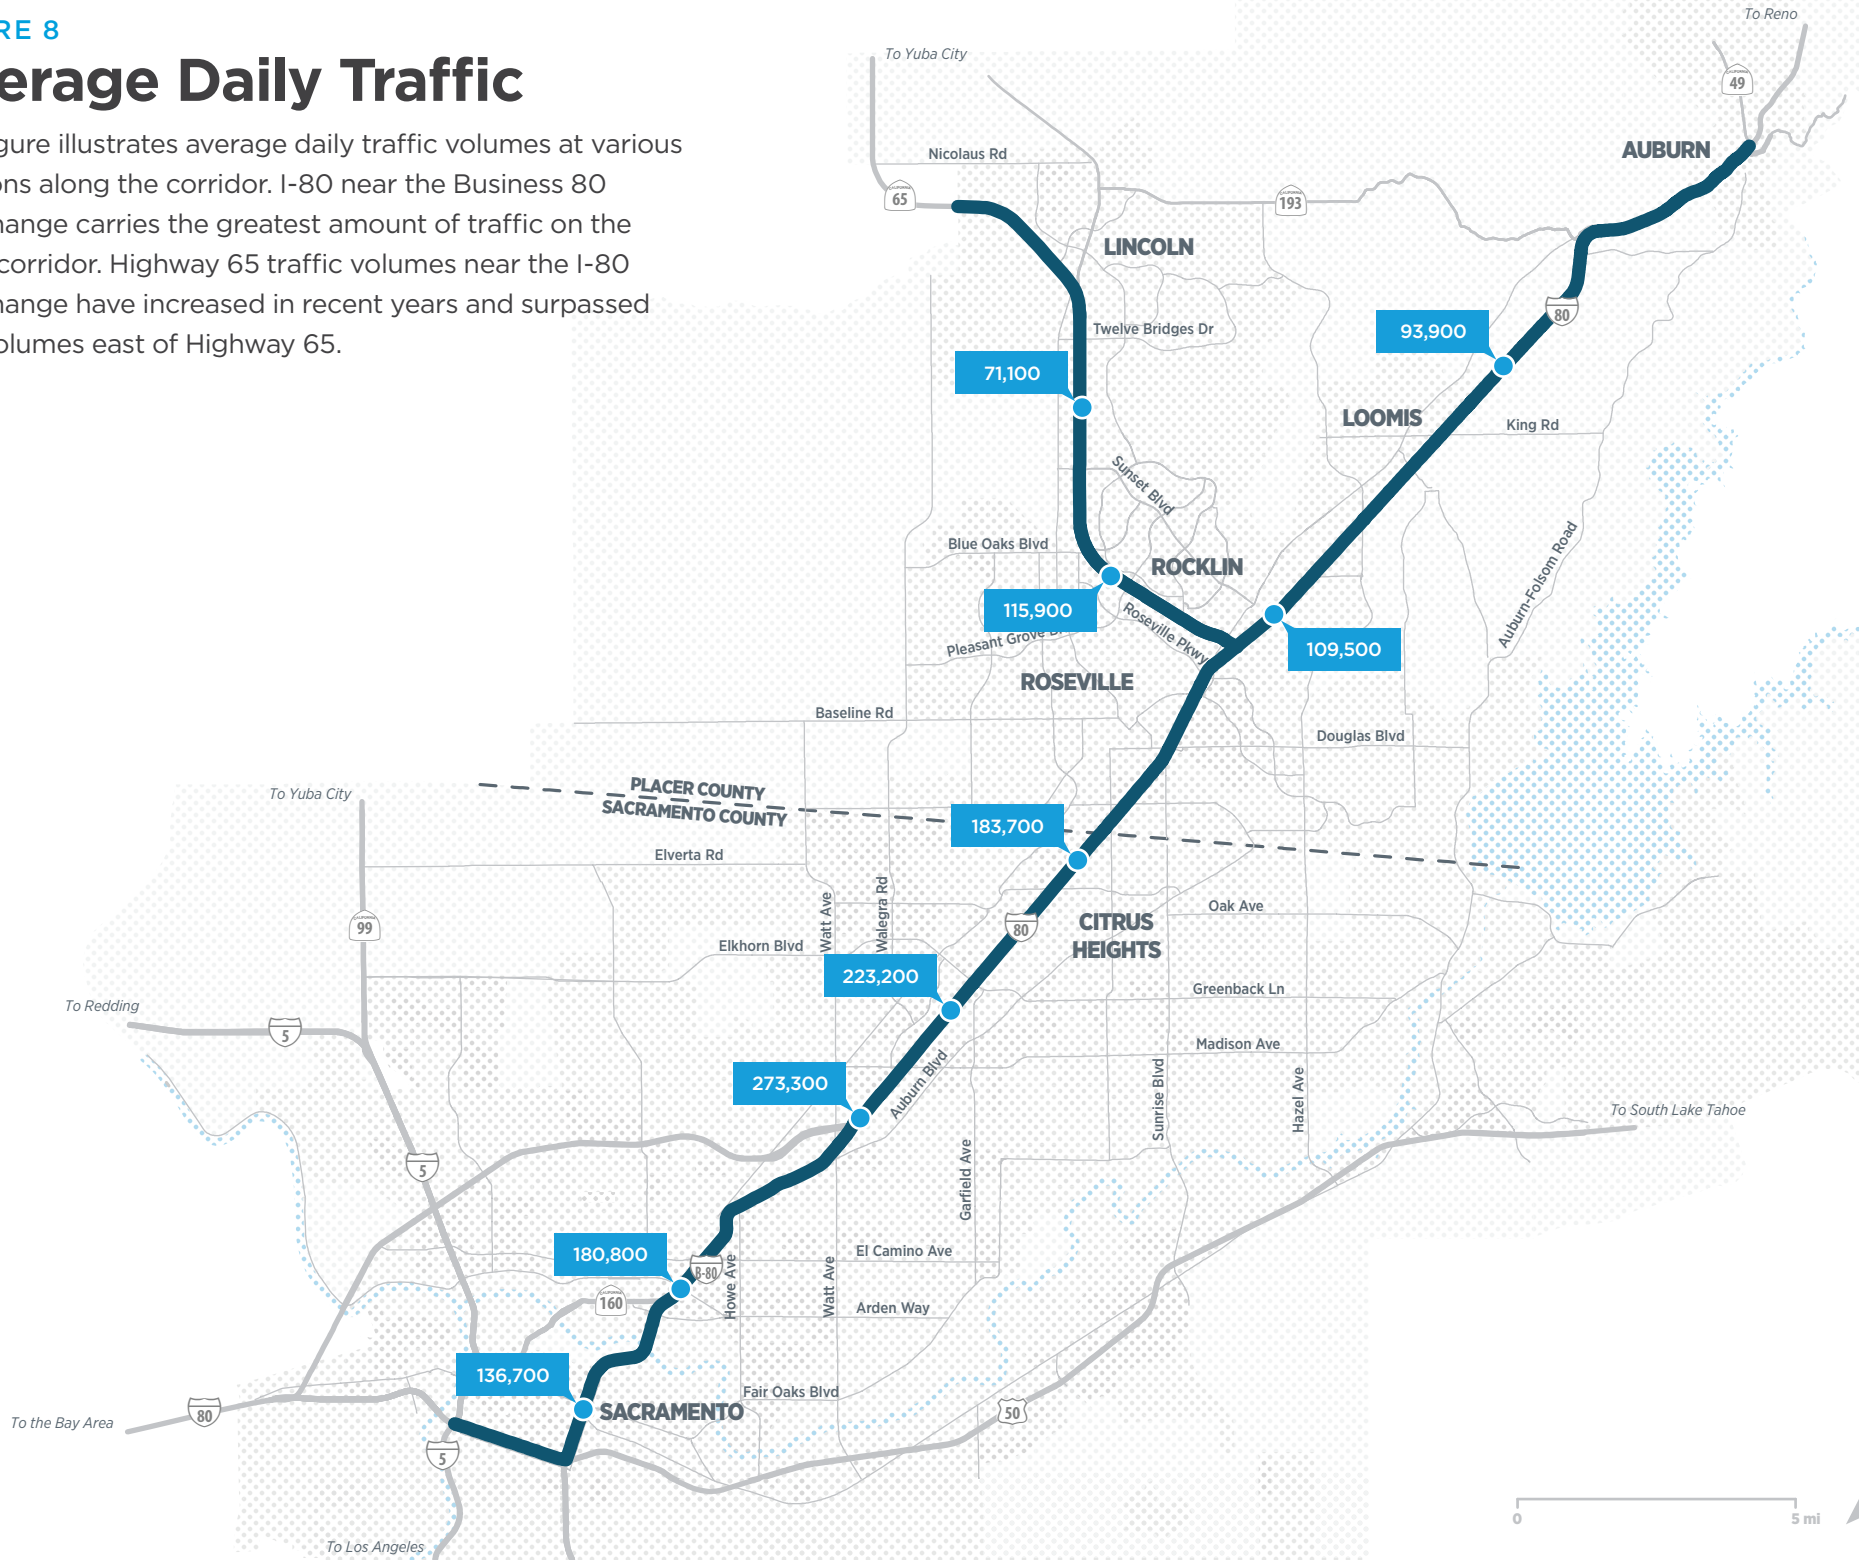 RE 8
erage Daily Traffic
gure illustrates average daily traffic volumes at various
ons along the corridor. I-80 near the Business 80
hange carries the greatest amount of traffic on the
corridor. Highway 65 traffic volumes near the I-80
hange have increased in recent years and surpassed
olumes east of Highway 65.
To Reno
To Yuba City
49
AUBURN
Nicolaus Rd
65
193
LINCOLN
80
Twelve Bridges Dr
93,900
71,100
LOOMIS
King Rd
Sunset Blvd
Blue Oaks Blvd
ROCKLIN
Auburn-Folsom Road
115,900
Roseville Pkwy
Pleasant Grove B
109,500
ROSEVILLE
Baseline Rd
Douglas Blvd
PLACER COUNTY
SACRAMENTO COUNTY
To Yuba City
183,700
Elverta Rd
Watt Ave
Walegra Rd
Oak Ave
99
80
CITRUS
HEIGHTS
Elkhorn Blvd
223,200
Greenback Ln
To Redding
5
Madison Ave
273,300
Auburn Blvd
Sunrise Blvd
Hazel Ave
To South Lake Tahoe
5
Garfield Ave
180,800
B-80
El Camino Ave
Howe Ave
Watt Ave
160
Arden Way
136,700
Fair Oaks Blvd
SACRAMENTO
80
50
To the Bay Area
5
0
5 mi
To Los Angeles